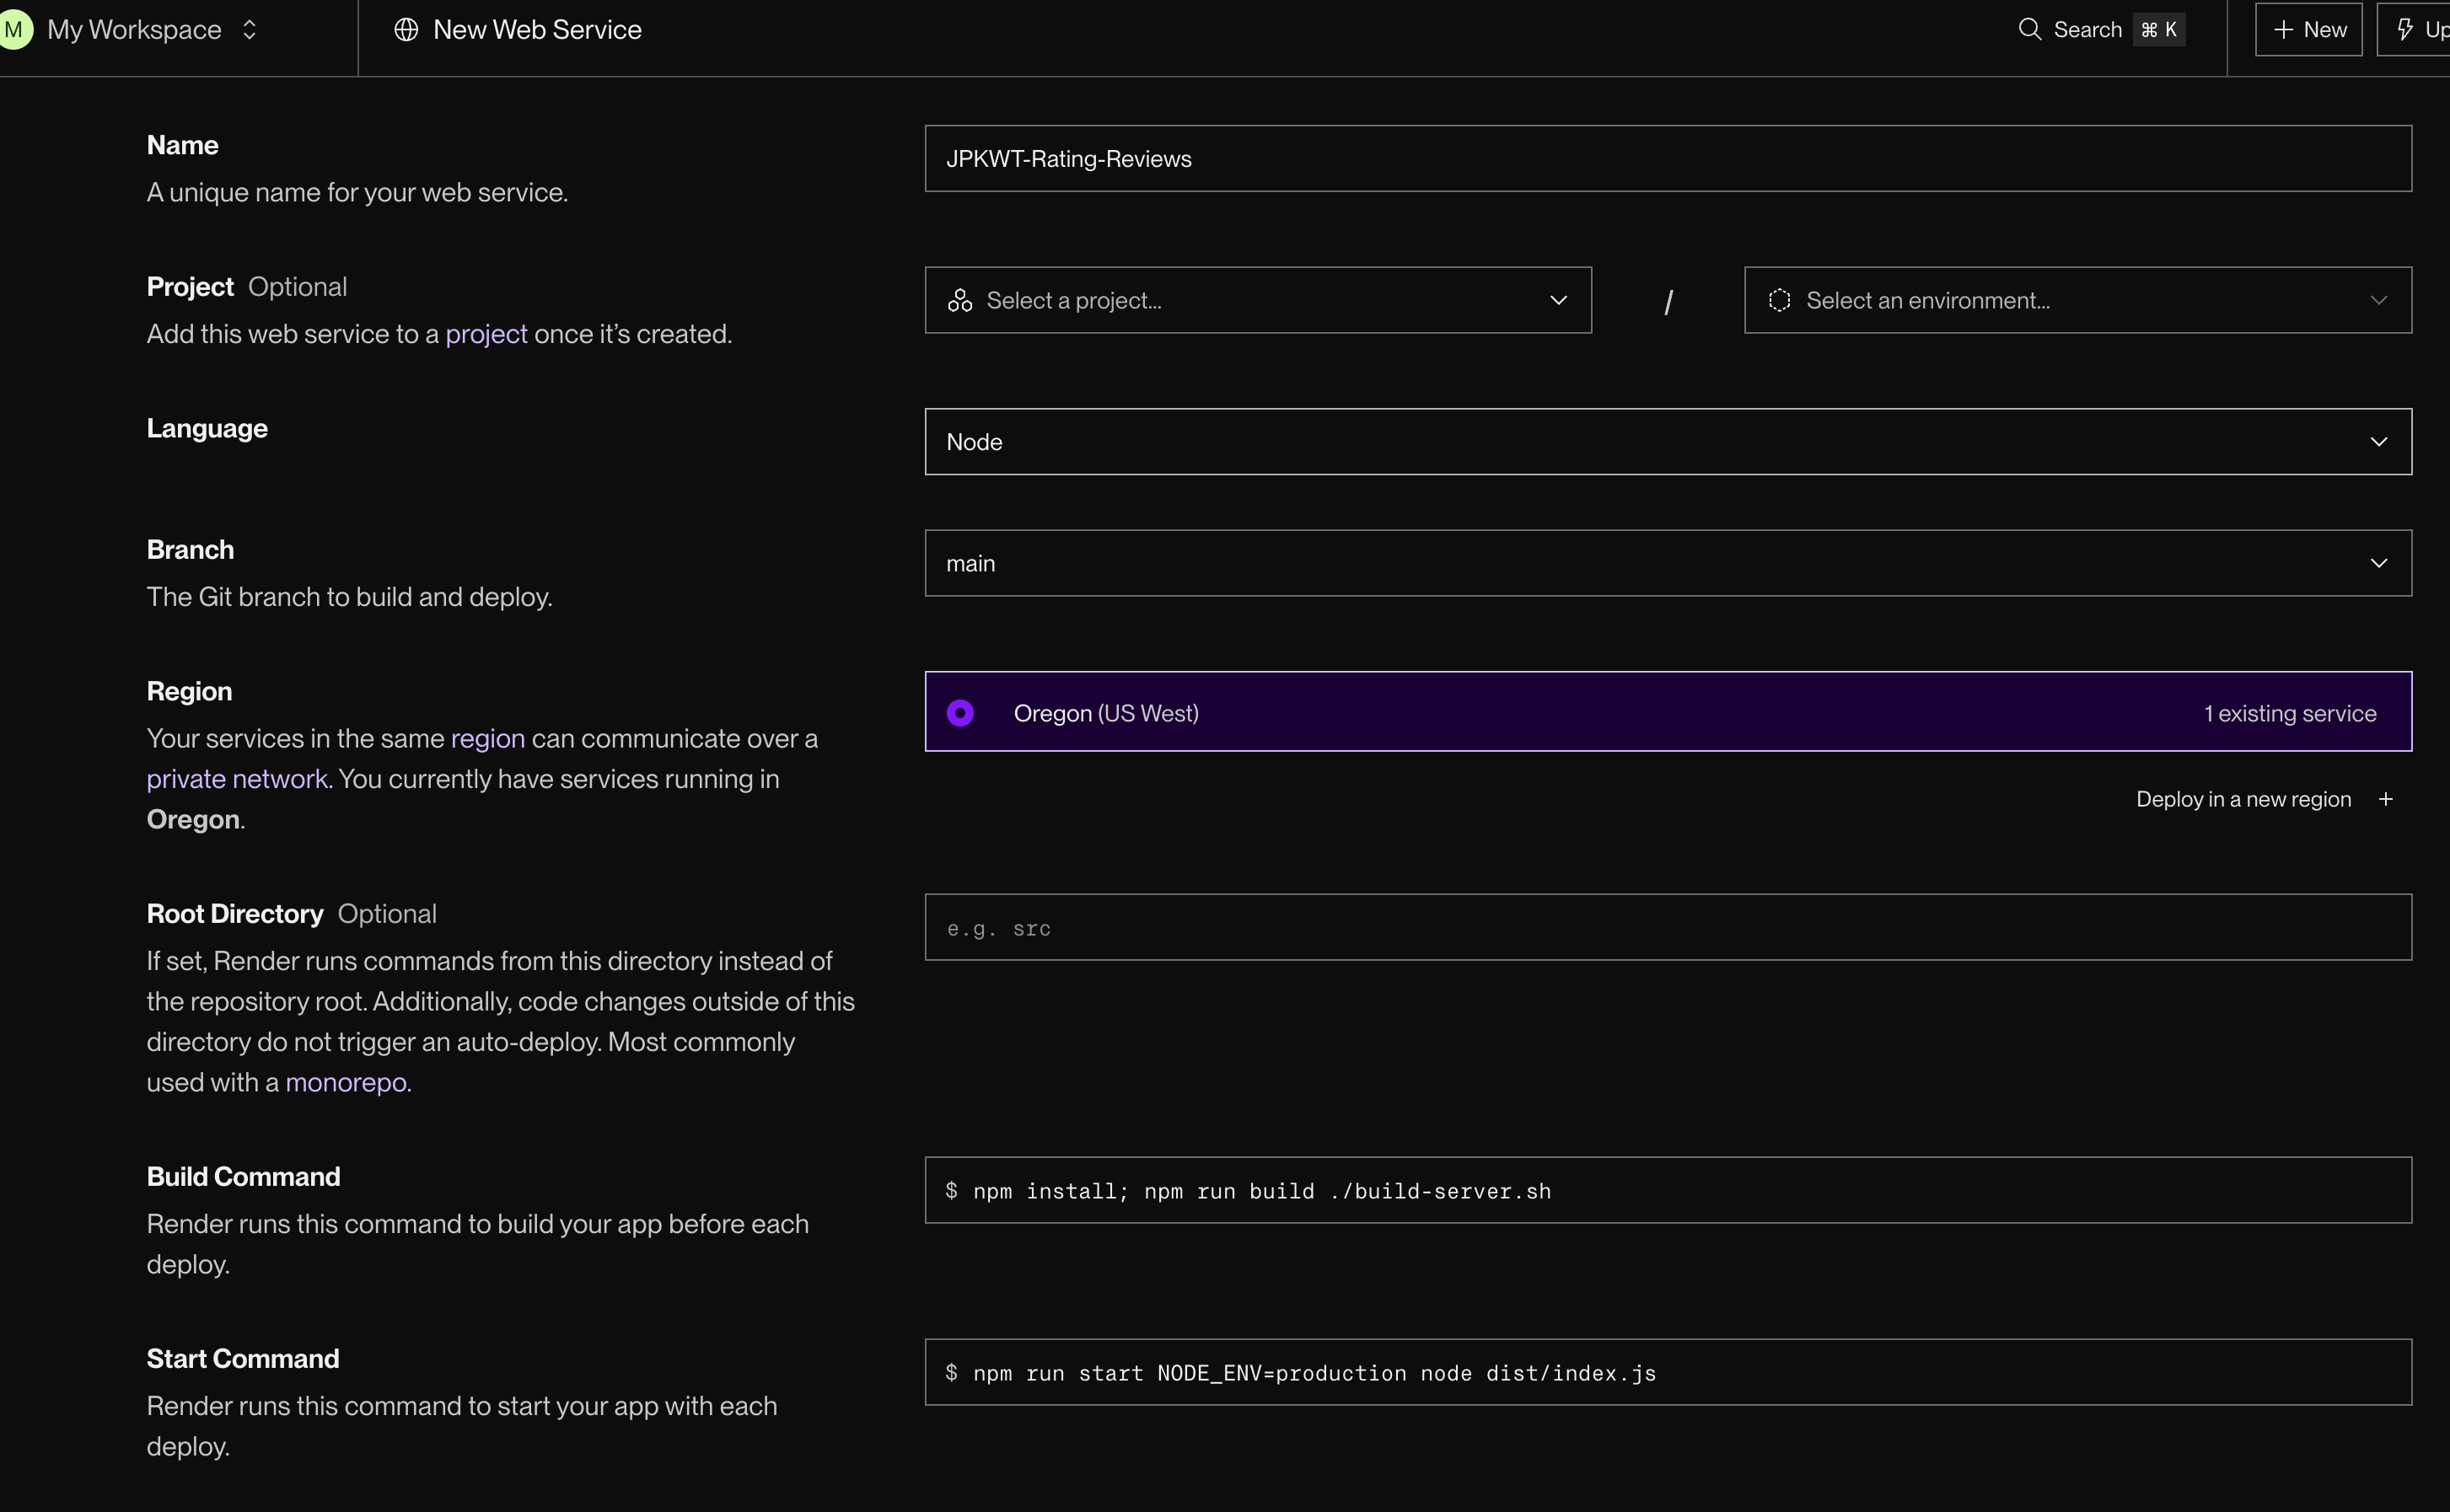 M My Workspace
New Web Service
Search ⌘ K
+ New
Up
Name
A unique name for your web service.
JPKWT-Rating-Reviews
Project Optional
Add this web service to a project once it’s created.
Select a project...
/
Select an environment...
Language
Node
Branch
The Git branch to build and deploy.
main
Region
Your services in the same region can communicate over a
private network. You currently have services running in
Oregon.
Oregon (US West)
1 existing service
Deploy in a new region +
Root Directory Optional
If set, Render runs commands from this directory instead of
the repository root. Additionally, code changes outside of this
directory do not trigger an auto-deploy. Most commonly
used with a monorepo.
e.g. src
Build Command
Render runs this command to build your app before each
deploy.
$ npm install; npm run build ./build-server.sh
Start Command
Render runs this command to start your app with each
deploy.
$ npm run start NODE_ENV=production node dist/index.js